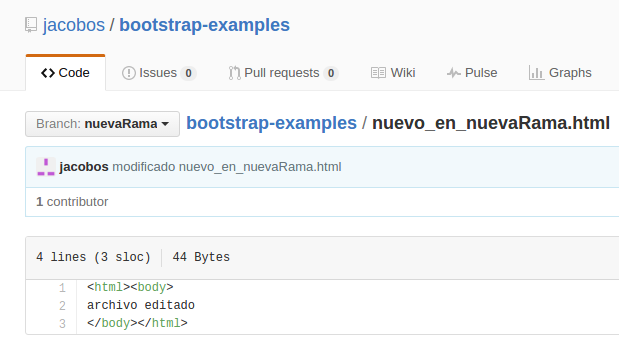 jacobos / bootstrap-examples
Code Issues 0 Pull requests 0 Wiki Pulse Graphs
Branch: nuevaRama bootstrap-examples / nuevo_en_nuevaRama.html
jacobos modificado nuevo_en_nuevaRama.html
1 contributor
4 lines (3 sloc) 44 Bytes
1 <html><body>
2 archivo editado
3 </body></html>